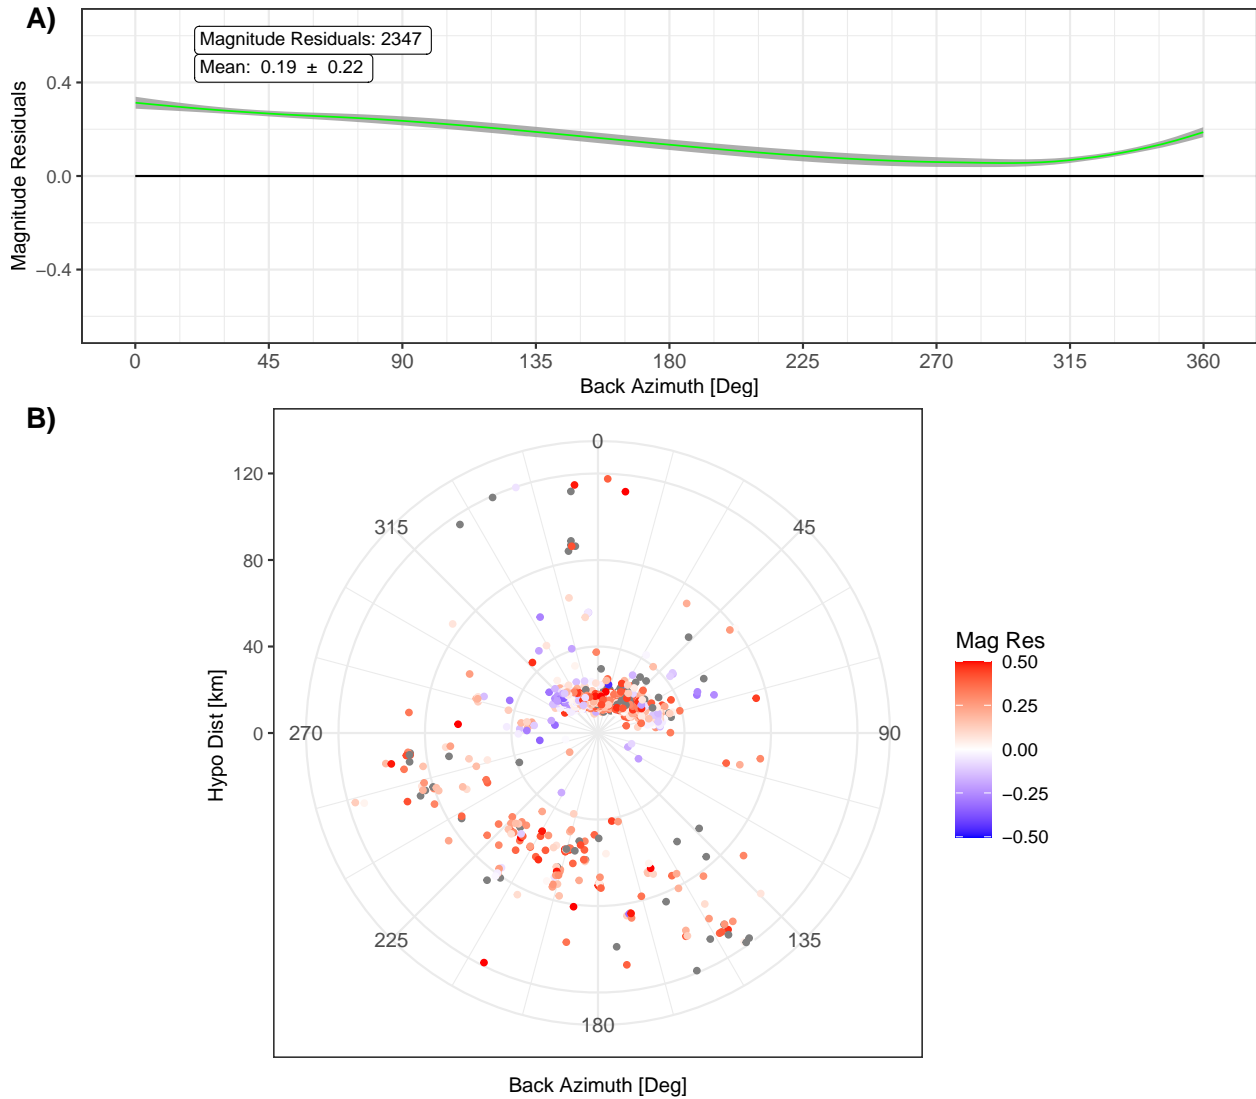 A)
Magnitude Residuals: 2347
Mean: 0.19 ± 0.22
Magnitude Residuals
0.4
0.0
−0.4
0 45 90 135 180 225 270 315 360
Back Azimuth [Deg]
B)
Hypo Dist [km]
120
80
40
0
0
45
90
135
180
225
270
315
Back Azimuth [Deg]
Mag Res
0.50
0.25
0.00
−0.25
−0.50